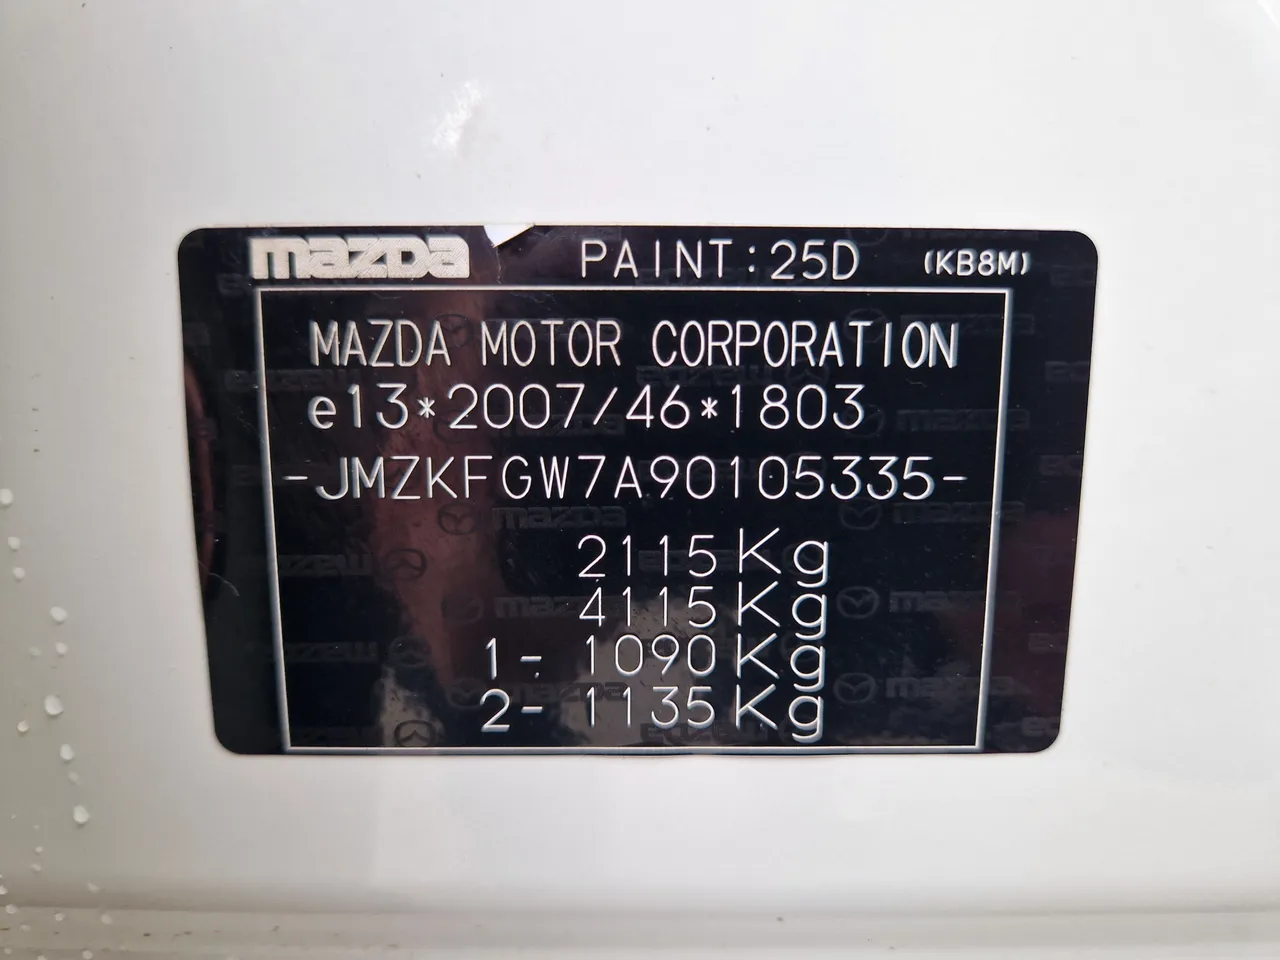 mazda PAINT:25D (KB8M)
MAZDA MOTOR CORPORATION
e13*2007/46*1803
-JMZKFGW7A90105335-
2115Kg
4115Kg
1- 1090Kg
2- 1135Kg